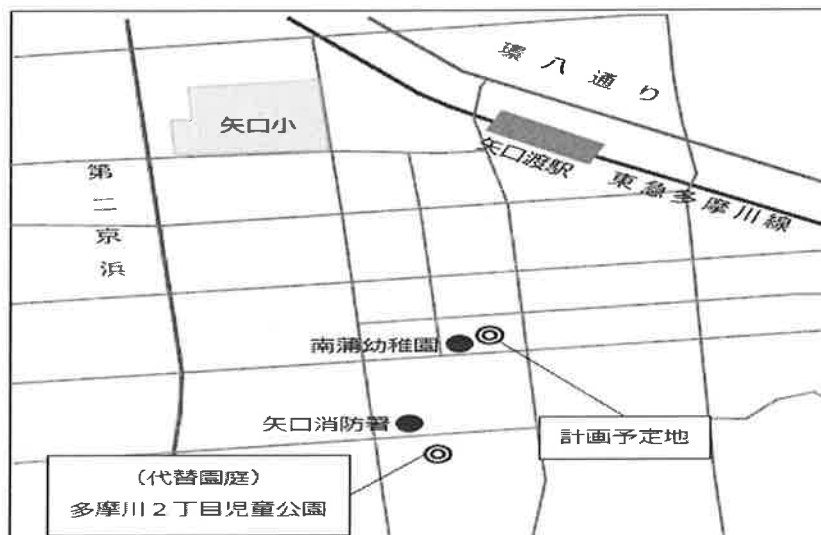 環八通り
矢口小
矢口渡駅
東急多摩川線
第二京浜
南蒲幼稚園
矢口消防署
計画予定地
(代替園庭)
多摩川2丁目児童公園